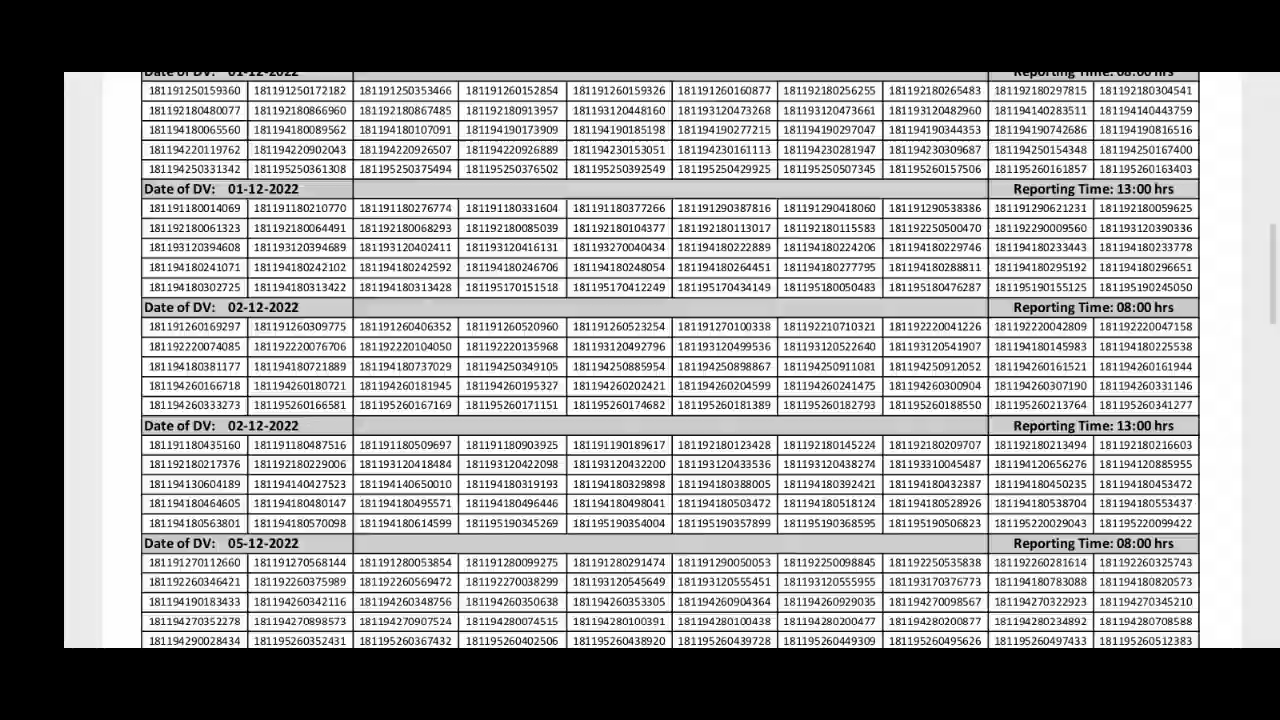 Date of DV: 01-12-2022 Reporting Time: 08:00 hrs
181191250159360 181191250172182 181191250353466 181191260152854 181191260159326 181191260160877 181192180256255 181192180265483 181192180297815 181192180304541
181192180480077 181192180866960 181192180867485 181192180913957 181193120448160 181193120473268 181193120473661 181193120482960 181194140283511 181194140443759
181194180065560 181194180089562 181194180107091 181194190173909 181194190185198 181194190277215 181194190297047 181194190344353 181194190742686 181194190816516
181194220119762 181194220902043 181194220926507 181194220926889 181194230153051 181194230161113 181194230281947 181194230309687 181194250154348 181194250167400
181194250331342 181195250361308 181195250375494 181195250376502 181195250392549 181195250429925 181195250507345 181195260157506 181195260161857 181195260163403
Date of DV: 01-12-2022 Reporting Time: 13:00 hrs
181191180014069 181191180210770 181191180276774 181191180331604 181191180377266 181191290387816 181191290418060 181191290538386 181191290621231 181192180059625
181192180061323 181192180064491 181192180068293 181192180085039 181192180104377 181192180113017 181192180115583 181192250500470 181192290009560 181193120390336
181193120394608 181193120394689 181193120402411 181193120416131 181193270040434 181194180222889 181194180224206 181194180229746 181194180233443 181194180233778
181194180241071 181194180242102 181194180242592 181194180246706 181194180248054 181194180264451 181194180277795 181194180288811 181194180295192 181194180296651
181194180302725 181194180313422 181194180313428 181195170151518 181195170412249 181195170434149 181195180050483 181195180476287 181195190155125 181195190245050
Date of DV: 02-12-2022 Reporting Time: 08:00 hrs
181191260169297 181191260309775 181191260406352 181191260520960 181191260523254 181191270100338 181192210710321 181192220041226 181192220042809 181192220047158
181192220074085 181192220076706 181192220104050 181192220135968 181193120492796 181193120499536 181193120522640 181193120541907 181194180145983 181194180225538
181194180381177 181194180721889 181194180737029 181194250349105 181194250885954 181194250898867 181194250911081 181194250912052 181194260161521 181194260161944
181194260166718 181194260180721 181194260181945 181194260195327 181194260202421 181194260204599 181194260241475 181194260300904 181194260307190 181194260331146
181194260333273 181195260166581 181195260167169 181195260171151 181195260174682 181195260181389 181195260182793 181195260188550 181195260213764 181195260341277
Date of DV: 02-12-2022 Reporting Time: 13:00 hrs
181191180435160 181191180487516 181191180509697 181191180903925 181191190189617 181192180123428 181192180145224 181192180209707 181192180213494 181192180216603
181192180217376 181192180229006 181193120418484 181193120422098 181193120432200 181193120433536 181193120438274 181193310045487 181194120656276 181194120885955
181194130604189 181194140427523 181194140650010 181194180319193 181194180329898 181194180388005 181194180392421 181194180432387 181194180450235 181194180453472
181194180464605 181194180480147 181194180495571 181194180496446 181194180498041 181194180503472 181194180518124 181194180528926 181194180538704 181194180553437
181194180563801 181194180570098 181194180614599 181195190345269 181195190354004 181195190357899 181195190368595 181195190506823 181195220029043 181195220099422
Date of DV: 05-12-2022 Reporting Time: 08:00 hrs
181191270112660 181191270568144 181191280053854 181191280099275 181191280291474 181191290050053 181192250098845 181192250535838 181192260281614 181192260325743
181192260346421 181192260375989 181192260569472 181192270038299 181193120545649 181193120555451 181193120555955 181193170376773 181194180783088 181194180820573
181194190183433 181194260342116 181194260348756 181194260350638 181194260353305 181194260904364 181194260929035 181194270098567 181194270322923 181194270345210
181194270352278 181194270898573 181194270907524 181194280074515 181194280100391 181194280100438 181194280200477 181194280200877 181194280234892 181194280708588
181194290028434 181195260352431 181195260367432 181195260402506 181195260438920 181195260439728 181195260449309 181195260495626 181195260497433 181195260512383